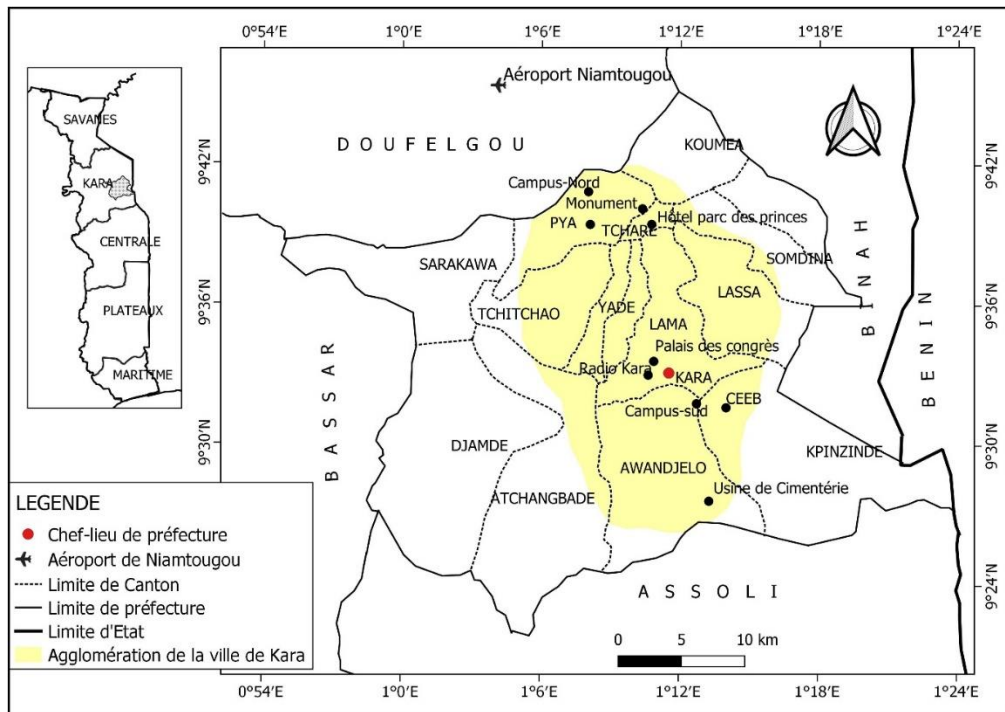 0°54′E 1°0′E 1°6′E 1°12′E 1°18′E 1°24′E
Aéroport Niamtougou
SAVANES
KARA
CENTRALE
PLATEAUX
MARITIME
DOUFELGOU
KOUMEA
9°42′N
9°42′N
Campus-Nord
Monument
PYA
Hôtel parc des princes
TCHARE
SARAKAWA
SOMDINA
BINAH
BENIN
9°36′N
9°36′N
TCHITCHAO
YADE
LASSA
LAMA
Palais des congrès
Radio Kara
KARA
Campus-sud
CEEB
BASSAR
9°30′N
9°30′N
DJAMDE
KPINZINDE
AWANDJELO
ATCHANGBADE
Usine de Cimentérie
9°24′N
ASSOLI
0 5 10 km
LEGENDE
Chef-lieu de préfecture
Aéroport de Niamtougou
Limite de Canton
Limite de préfecture
Limite d'Etat
Agglomération de la ville de Kara
0°54′E 1°0′E 1°6′E 1°12′E 1°18′E 1°24′E